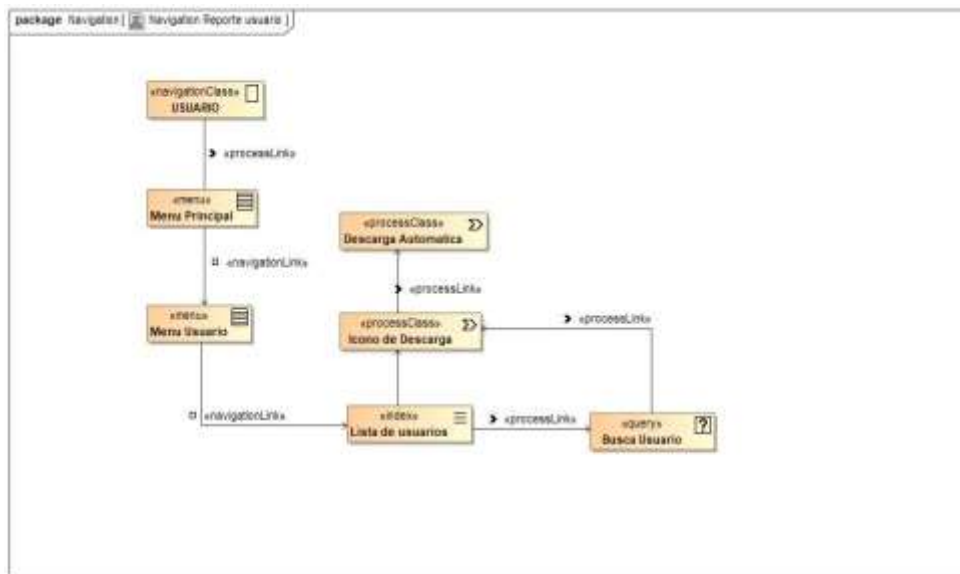 package Navigation [ Navigation Reporte usuario ]
«navigationClass»
USUARIO
«processLink»
«menu»
Menu Principal
«processClass»
Descarga Automatica
«navigationLink»
«processLink»
«menu»
Menu Usuario
«processClass»
Icono de Descarga
«processLink»
«navigationLink»
«index»
Lista de usuarios
«processLink»
«query»
Busca Usuario
?